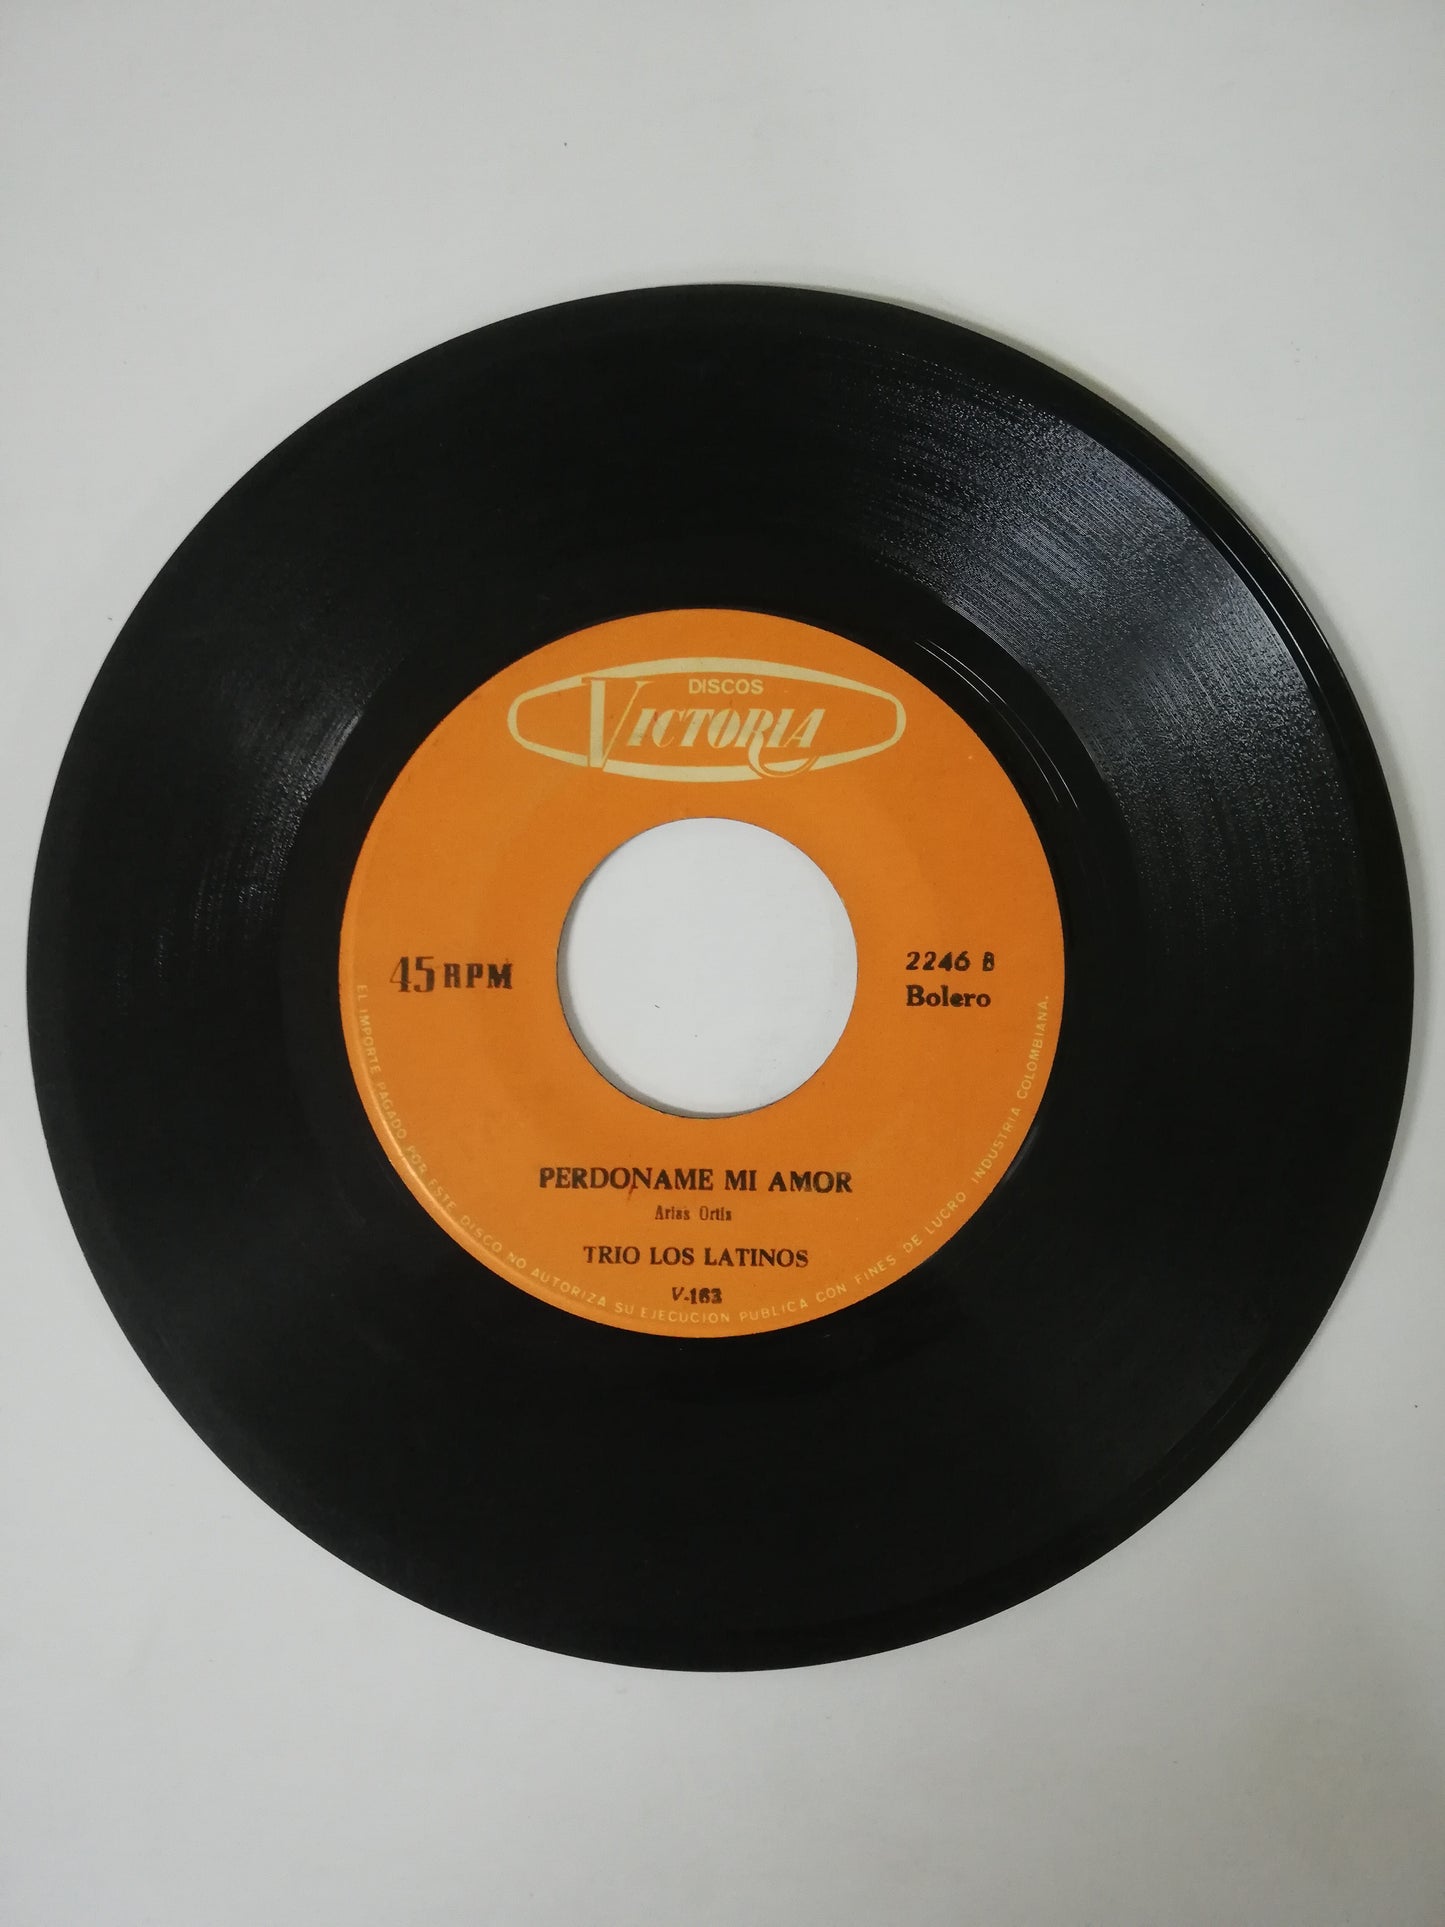 DISCOS
VICTORIA
45 RPM
2246 B
Bolero
PERDONAME MI AMOR
Arias Ortiz
TRIO LOS LATINOS
V-163
EL IMPORTE PAGADO POR ESTE DISCO NO AUTORIZA SU EJECUCION PUBLICA CON FINES DE LUCRO INDUSTRIA COLOMBIANA.